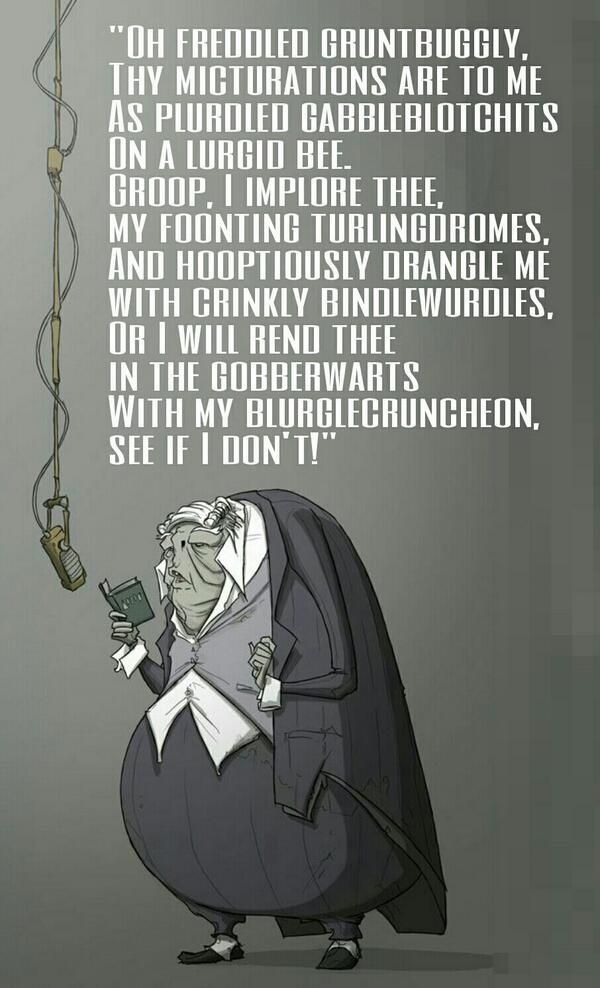 "Oh freddled gruntbuggly,
Thy micturations are to me
As plurdled gabbleblotchits
On a lurgid bee.
Groop, I implore thee,
my foonting turlingdromes,
And hooptiously drangle me
with crinkly bindlewurdles,
Or I will rend thee
in the gobberwarts
With my blurglecruncheon,
see if I don't!"